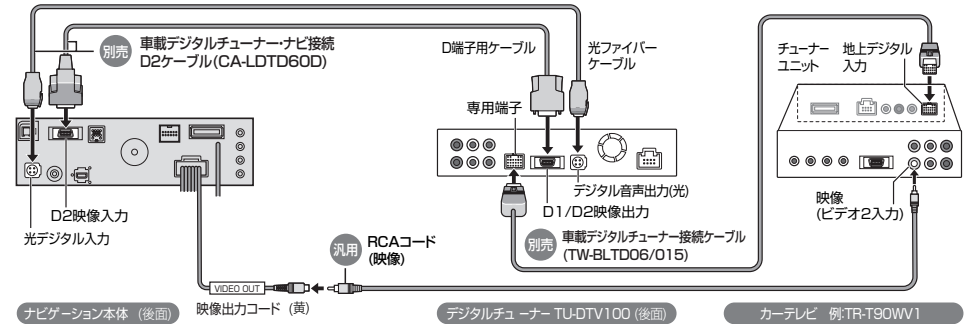 別売
車載デジタルチューナー・ナビ接続
D2ケーブル(CA-LDTD60D)
D端子用ケーブル
光ファイバー
ケーブル
チューナー
ユニット
地上デジタル
入力
専用端子
デジタル音声出力(光)
D1/D2映像出力
D2映像入力
光デジタル入力
映像
(ビデオ2入力)
別売
車載デジタルチューナー接続ケーブル
(TW-BLTD06/015)
汎用
RCAコード
(映像)
VIDEO OUT
映像出力コード (黄)
ナビゲーション本体 (後面)
デジタルチューナー TU-DTV100 (後面)
カーテレビ 例:TR-T90WV1